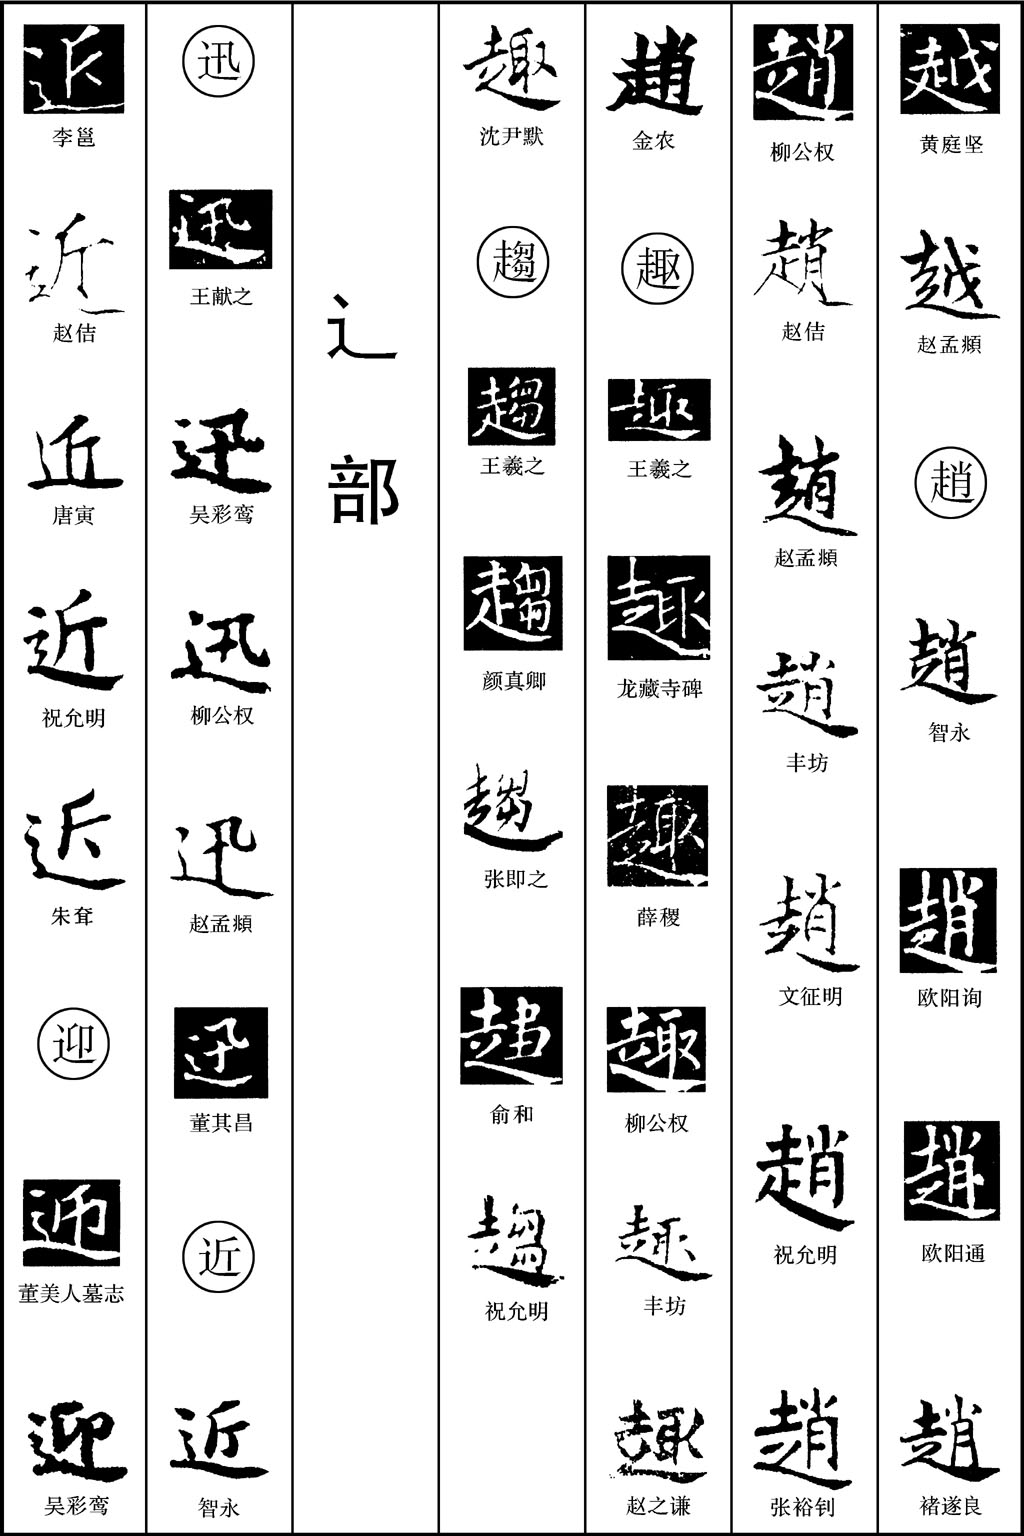 越
黄庭坚
越
赵孟頫
趙
趙
智永
趙
欧阳询
趙
欧阳通
趙
褚遂良
趙
柳公权
趙
赵佶
趙
赵孟頫
趙
丰坊
趙
文征明
趙
祝允明
趙
张裕钊
趙
金农
趣
趣
王羲之
趣
龙藏寺碑
趣
薛稷
趣
柳公权
趣
丰坊
趣
赵之谦
趣
沈尹默
趨
趨
王羲之
趨
颜真卿
趨
张即之
趨
俞和
趨
祝允明
辶部
迅
迅
王献之
迅
吴彩鸾
迅
柳公权
迅
赵孟頫
迅
董其昌
近
近
智永
近
李邕
近
赵佶
近
唐寅
近
祝允明
近
朱耷
迎
迎
董美人墓志
迎
吴彩鸾